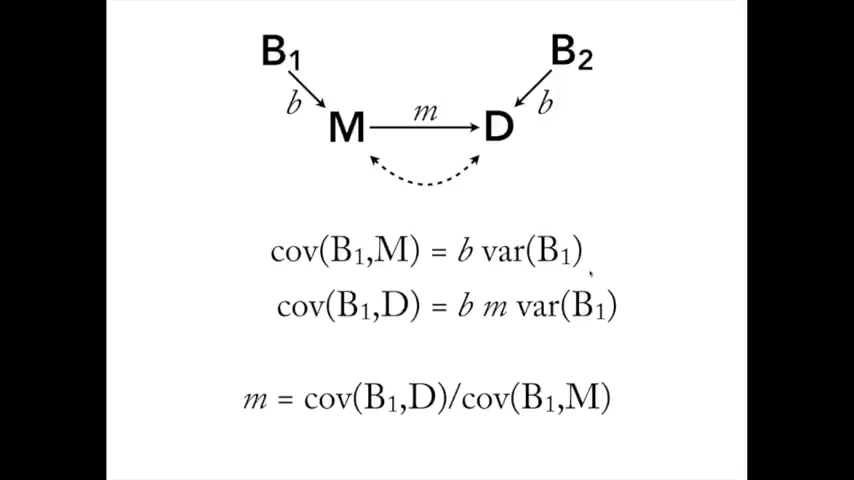 B₁ B₂
b b
M m D
cov(B₁,M) = b var(B₁)
cov(B₁,D) = b m var(B₁)
m = cov(B₁,D)/cov(B₁,M)